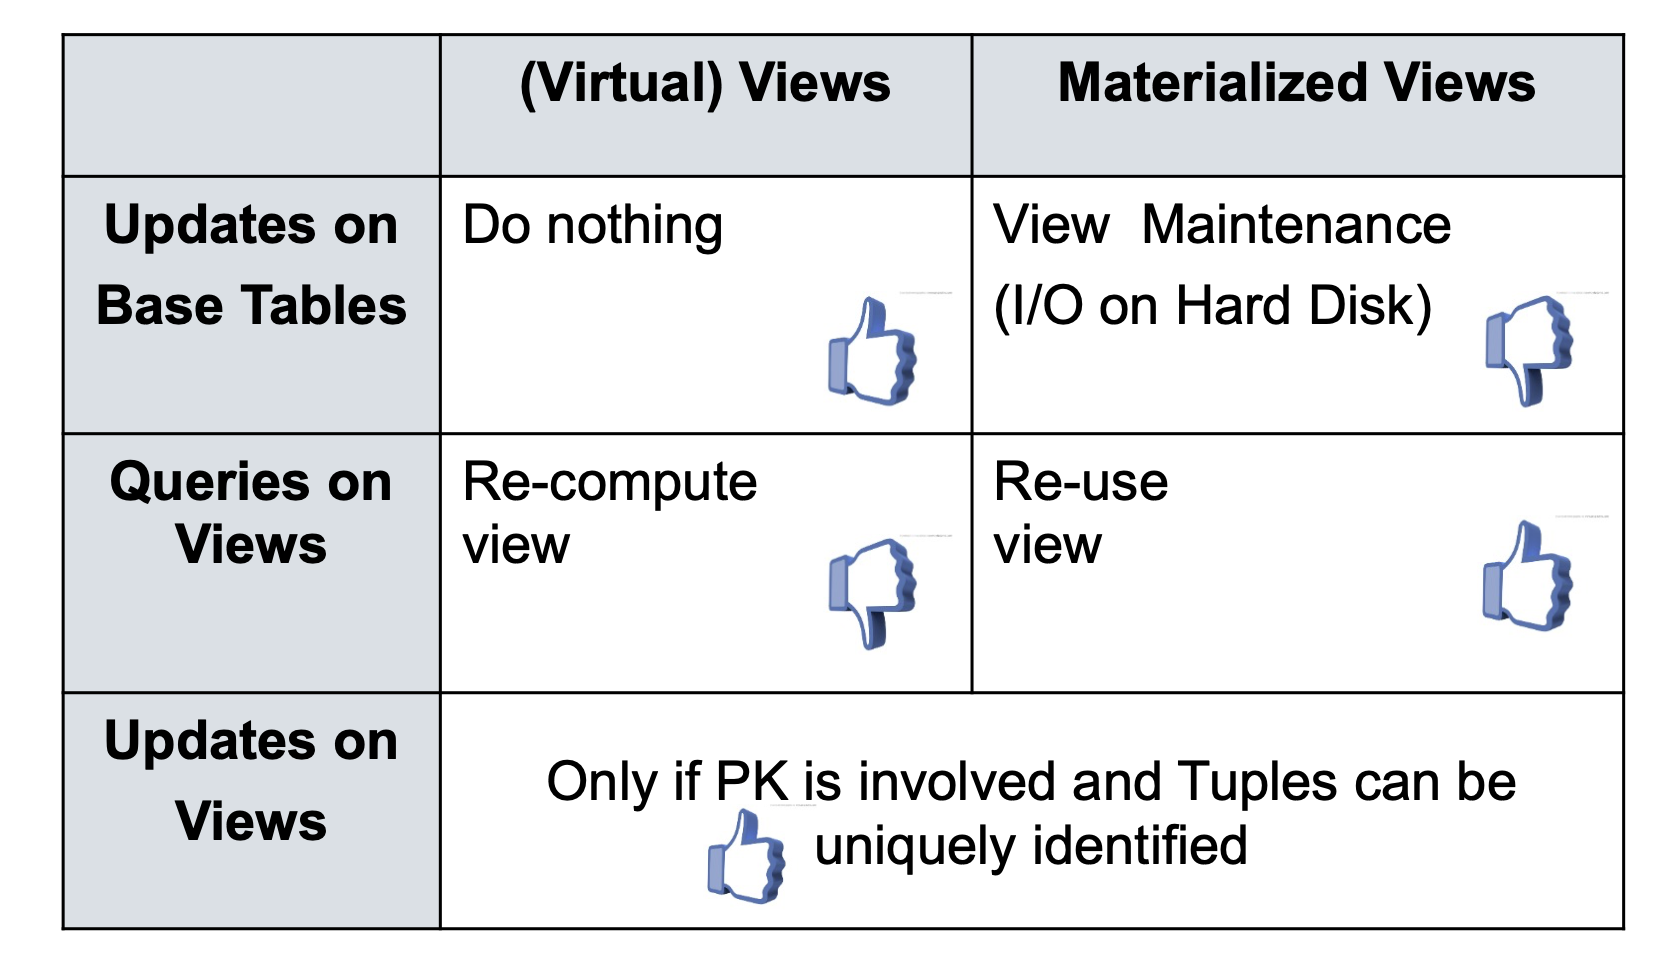 (Virtual) Views
Materialized Views
Updates on
Base Tables
Do nothing
View Maintenance
(I/O on Hard Disk)
Queries on
Views
Re-compute
view
Re-use
view
Updates on
Views
Only if PK is involved and Tuples can be
uniquely identified